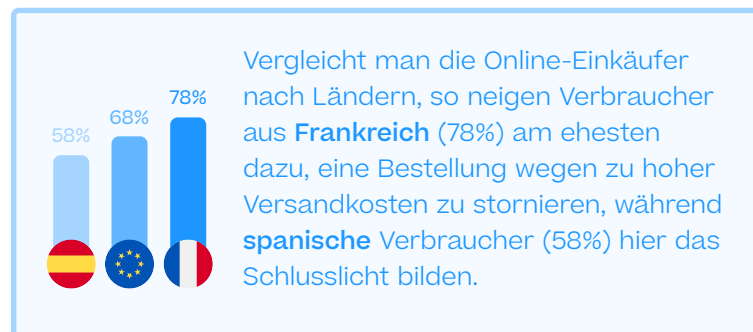 78%
68%
58%
Vergleicht man die Online-Einkäufer
nach Ländern, so neigen Verbraucher
aus Frankreich (78%) am ehesten
dazu, eine Bestellung wegen zu hoher
Versandkosten zu stornieren, während
spanische Verbraucher (58%) hier das
Schlusslicht bilden.